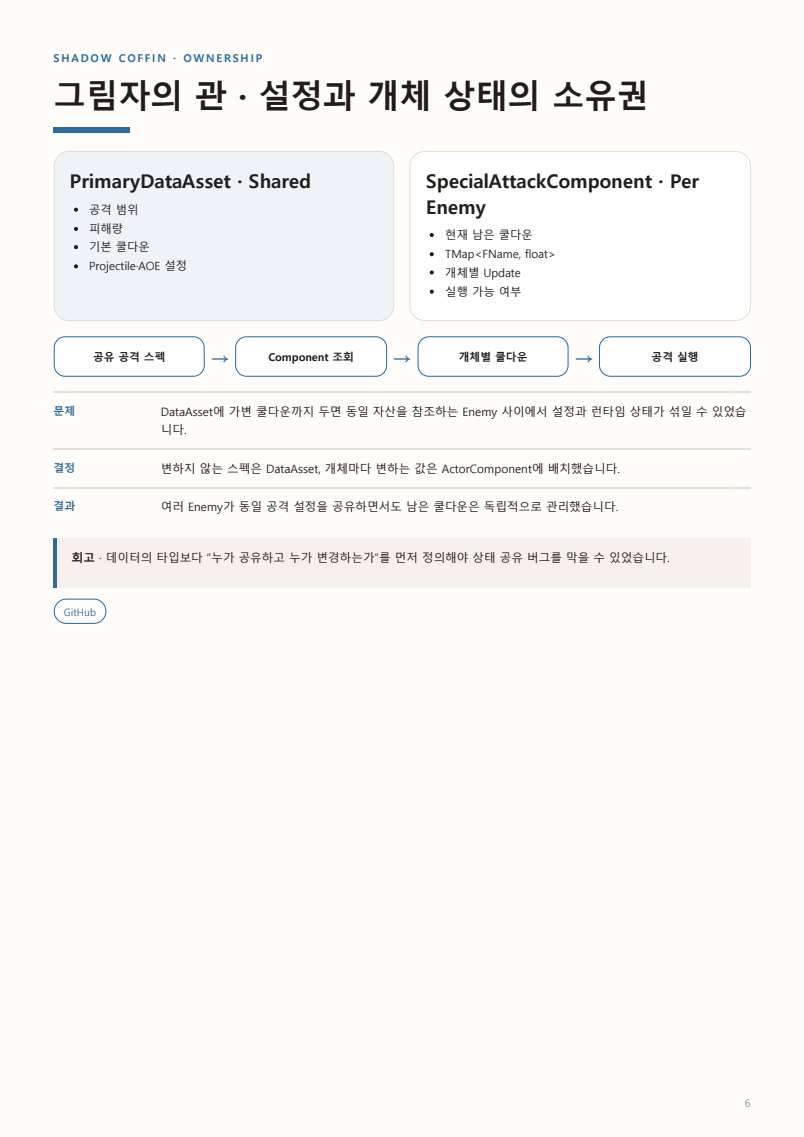 SHADOW COFFIN · OWNERSHIP
그림자의 관 · 설정과 개체 상태의 소유권
PrimaryDataAsset · Shared
• 공격 범위
• 피해량
• 기본 쿨다운
• Projectile·AOE 설정
SpecialAttackComponent · Per
Enemy
• 현재 남은 쿨다운
• TMap<FName, float>
• 개체별 Update
• 실행 가능 여부
공유 공격 스펙 → Component 조회 → 개체별 쿨다운 → 공격 실행
문제 DataAsset에 가변 쿨다운까지 두면 동일 자산을 참조하는 Enemy 사이에서 설정과 런타임 상태가 섞일 수 있었습
니다.
결정 변하지 않는 스펙은 DataAsset, 개체마다 변하는 값은 ActorComponent에 배치했습니다.
결과 여러 Enemy가 동일 공격 설정을 공유하면서도 남은 쿨다운은 독립적으로 관리했습니다.
회고 · 데이터의 타입보다 “누가 공유하고 누가 변경하는가”를 먼저 정의해야 상태 공유 버그를 막을 수 있었습니다.
GitHub
6